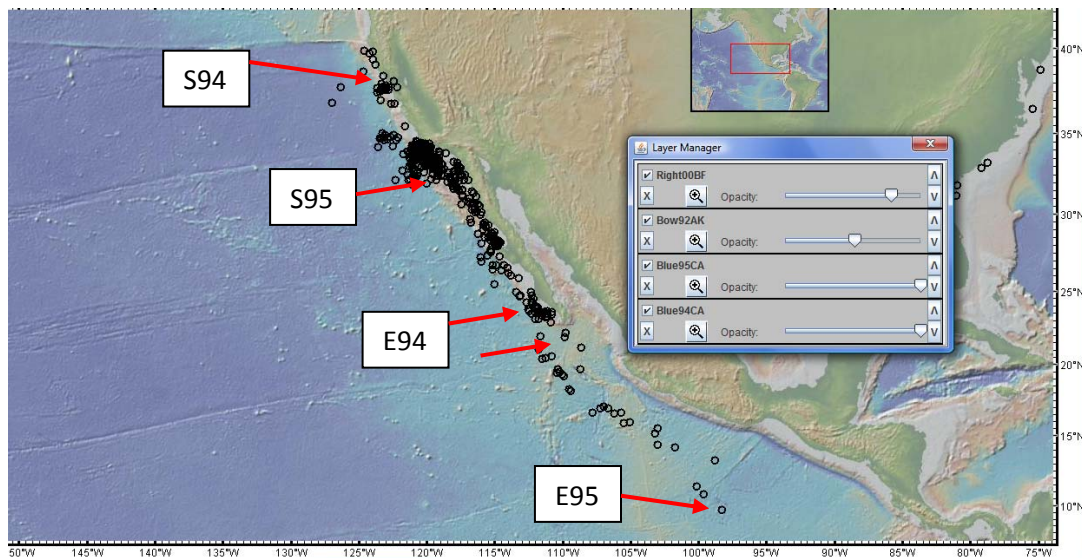 S94
S95
E94
E95
Layer Manager
x
Right00BF
Λ
X
Opacity:
V
Bow92AK
Λ
X
Opacity:
V
Blue95CA
Λ
X
Opacity:
V
Blue94CA
Λ
X
Opacity:
V
40°N
35°N
30°N
25°N
20°N
15°N
10°N
50°W 145°W 140°W 135°W 130°W 125°W 120°W 115°W 110°W 105°W 100°W 95°W 90°W 85°W 80°W 75°W